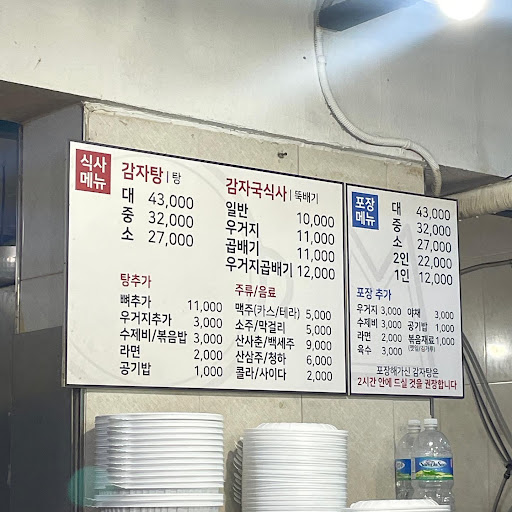 식사
메뉴
감자탕 | 탕
대 43,000
중 32,000
소 27,000
감자국식사 | 뚝배기
일반 10,000
우거지 11,000
곱배기 11,000
우거지곱배기 12,000
탕추가
뼈추가 11,000
우거지추가 3,000
수제비/볶음밥 3,000
라면 2,000
공기밥 1,000
주류/음료
맥주(카스/테라) 5,000
소주/막걸리 5,000
산사춘/백세주 9,000
산삼주/청하 6,000
콜라/사이다 2,000
포장
메뉴
대 43,000
중 32,000
소 27,000
2인 22,000
1인 12,000
포장 추가
우거지 3,000 야채 3,000
수제비 3,000 공기밥 1,000
라면 2,000 볶음재료 1,000
육수 3,000 (깻잎/김가루)
포장해가신 감자탕은
2시간 안에 드실 것을 권장합니다